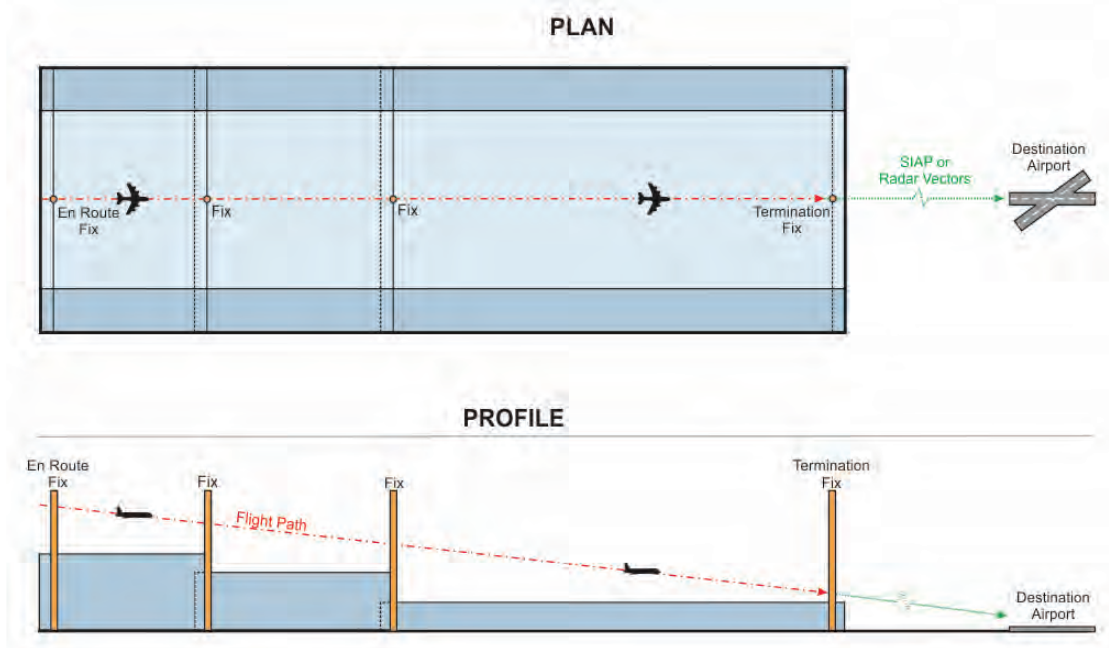 PLAN
En Route
Fix
Fix
Fix
Termination
Fix
SIAP or
Radar Vectors
Destination
Airport
PROFILE
En Route
Fix
Fix
Fix
Termination
Fix
Flight Path
Destination
Airport